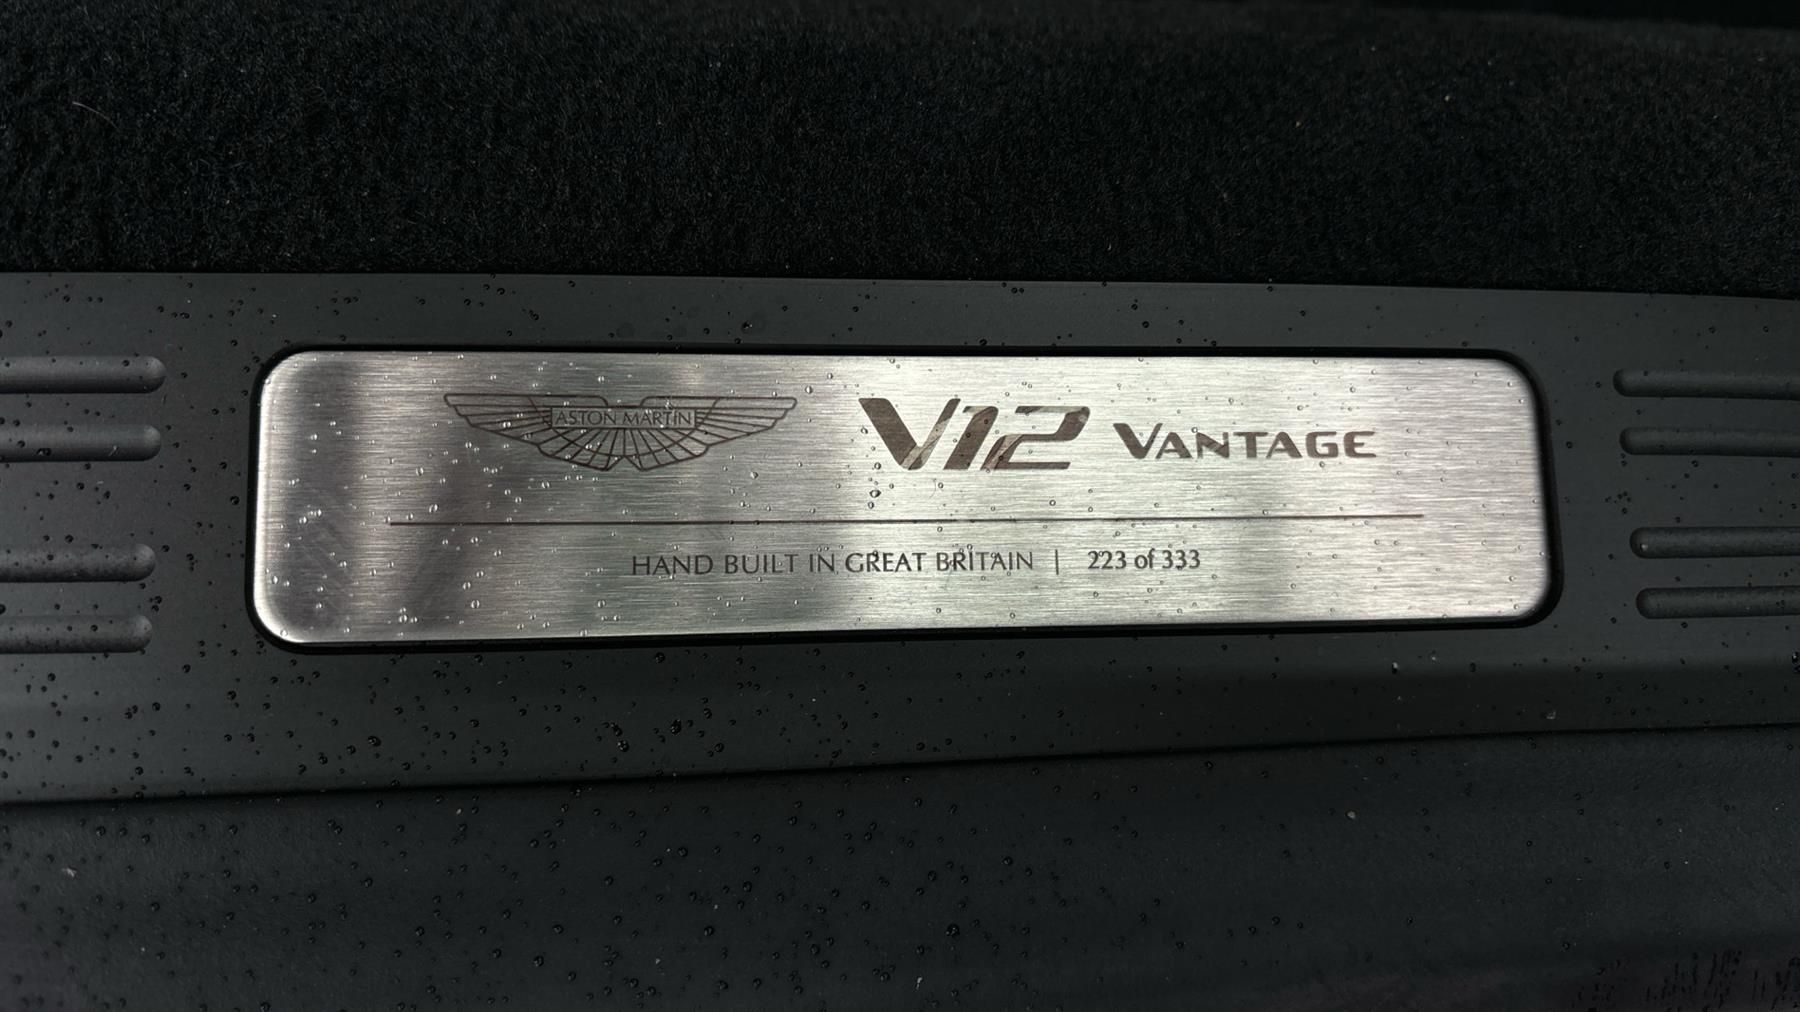 ASTON MARTIN V12 VANTAGE
HAND BUILT IN GREAT BRITAIN | 223 of 333